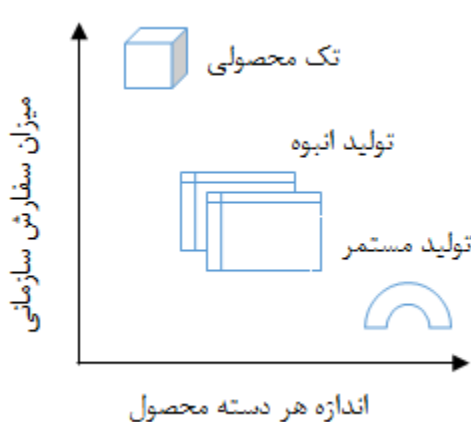 تک محصولی
تولید انبوه
تولید مستمر
میزان سفارش سازمانی
اندازه هر دسته محصول